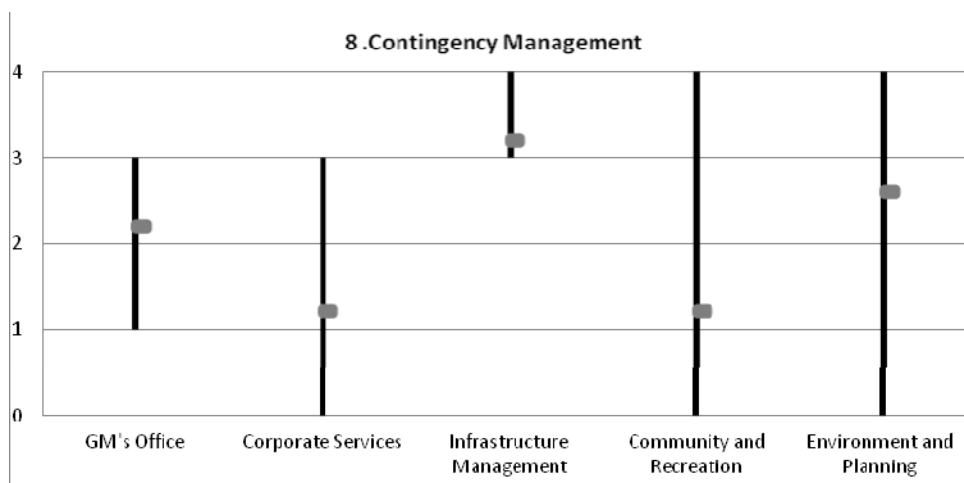 8 .Contingency Management
4
3
2
1
0
GM's Office
Corporate Services
Infrastructure
Management
Community and
Recreation
Environment and
Planning